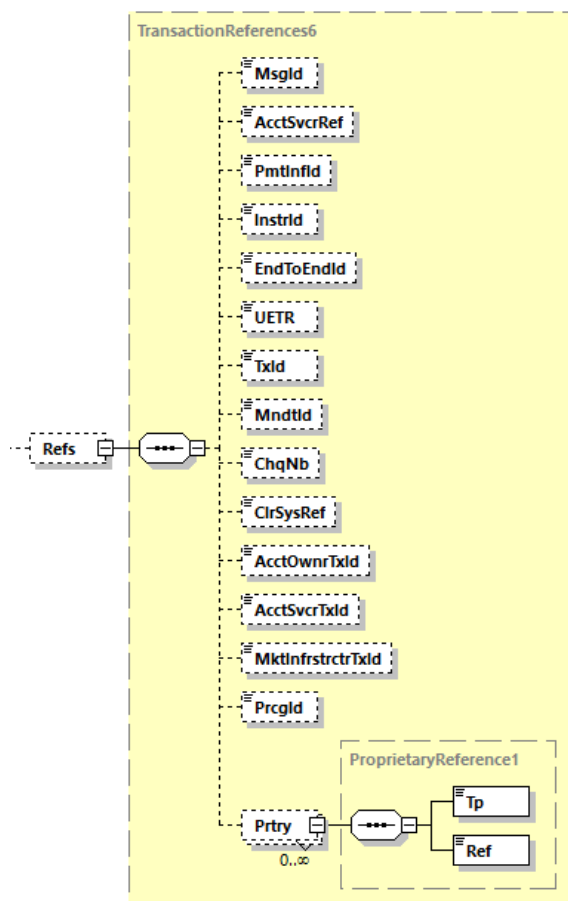 TransactionReferences6
MsgId
AcctSvcrRef
PmtInfId
InstrId
EndToEndId
UETR
TxId
MndtId
Refs
ChqNb
ClrSysRef
AcctOwnrTxId
AcctSvcrTxId
MktInfrstrctrTxId
PrcgId
ProprietaryReference1
Tp
Prtry
Ref
0..∞